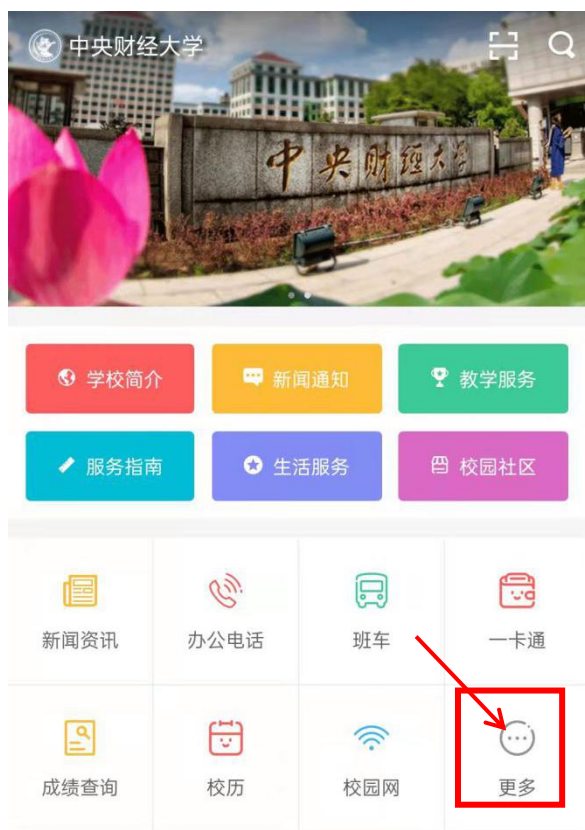 中央财经大学
中央财经大学
学校简介
新闻通知
教学服务
服务指南
生活服务
校园社区
新闻资讯
办公电话
班车
一卡通
成绩查询
校历
校园网
更多